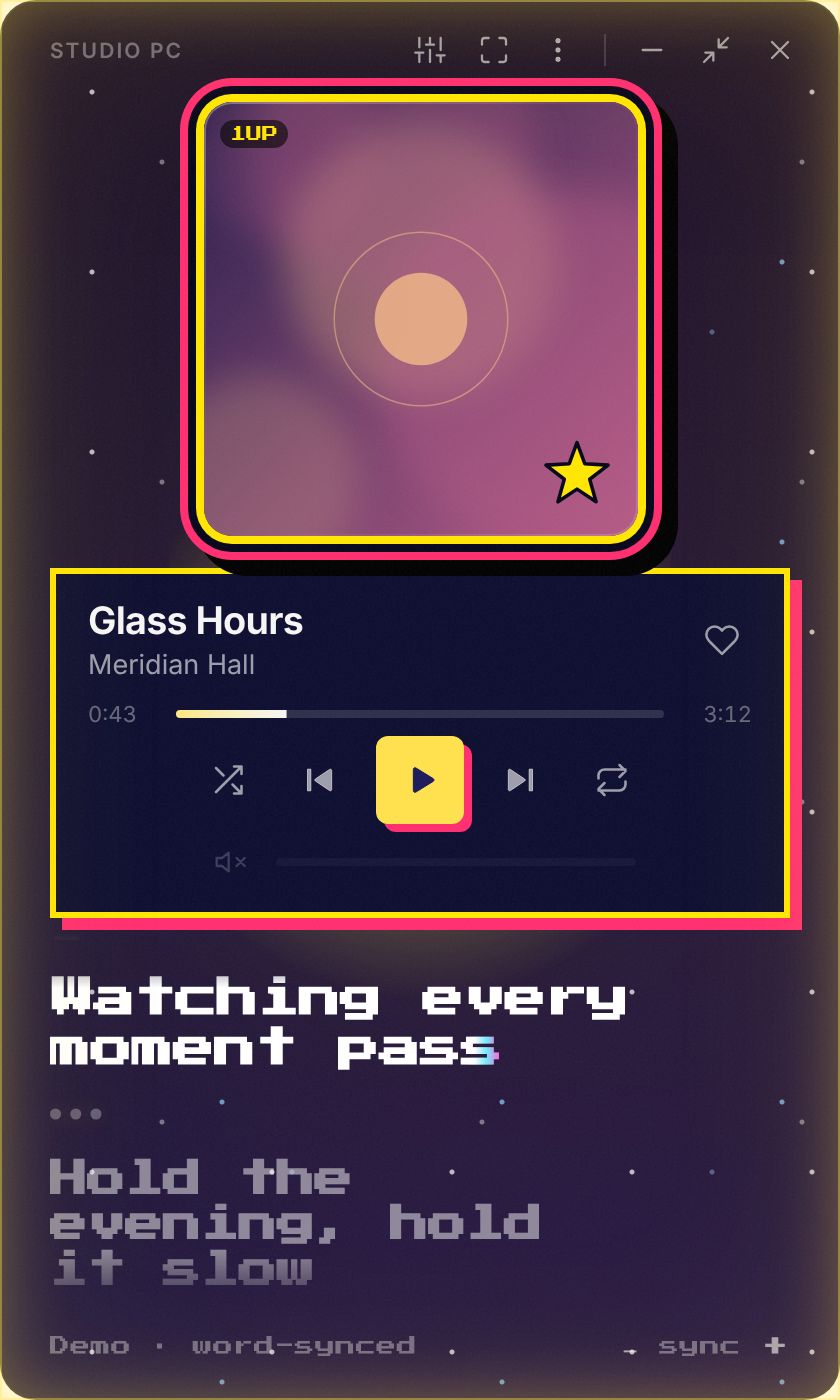 STUDIO PC
1UP
Glass Hours
Meridian Hall
0:43
3:12
Watching every
moment pass
Hold the
evening, hold
it slow
Demo · word-synced
- sync +